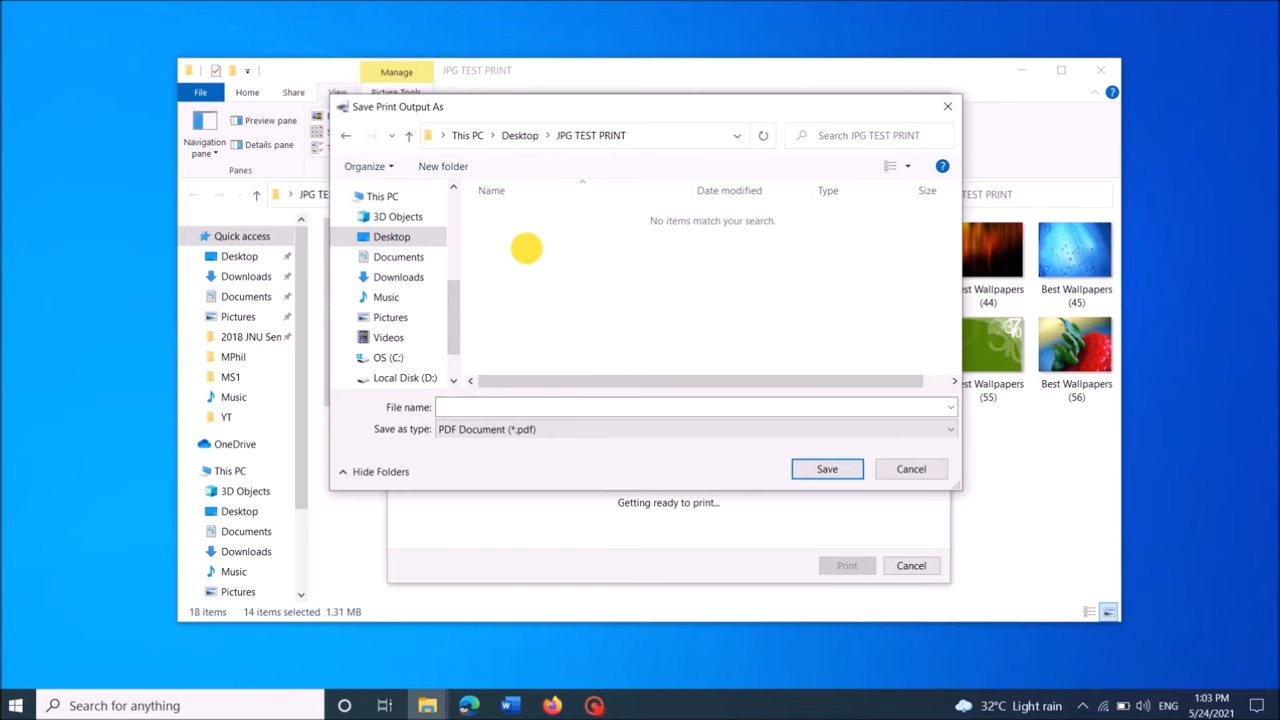 Manage
JPG TEST PRINT
File
Home
Share
View
Picture Tools
Navigation
pane
Preview pane
Details pane
Panes
JPG TE
TEST PRINT
Quick access
Desktop
Downloads
Documents
Pictures
2018 JNU Sen
MPhil
MS1
Music
YT
OneDrive
This PC
3D Objects
Desktop
Documents
Downloads
Music
Pictures
18 items
14 items selected
1.31 MB
Save Print Output As
This PC
Desktop
JPG TEST PRINT
Search JPG TEST PRINT
Organize
New folder
This PC
3D Objects
Desktop
Documents
Downloads
Music
Pictures
Videos
OS (C:)
Local Disk (D:)
Name
Date modified
Type
Size
No items match your search.
File name:
Save as type:
PDF Document (*.pdf)
Hide Folders
Save
Cancel
Getting ready to print...
Print
Cancel
est Wallpapers
(44)
Best Wallpapers
(45)
est Wallpapers
(55)
Best Wallpapers
(56)
Search for anything
32°C Light rain
ENG
1:03 PM
5/24/2021